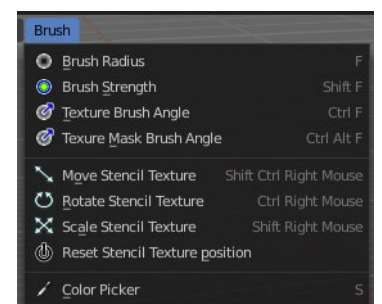 Brush
Brush Radius F
Brush Strength Shift F
Texture Brush Angle Ctrl F
Texure Mask Brush Angle Ctrl Alt F
Move Stencil Texture Shift Ctrl Right Mouse
Rotate Stencil Texture Ctrl Right Mouse
Scale Stencil Texture Shift Right Mouse
Reset Stencil Texture position
Color Picker S